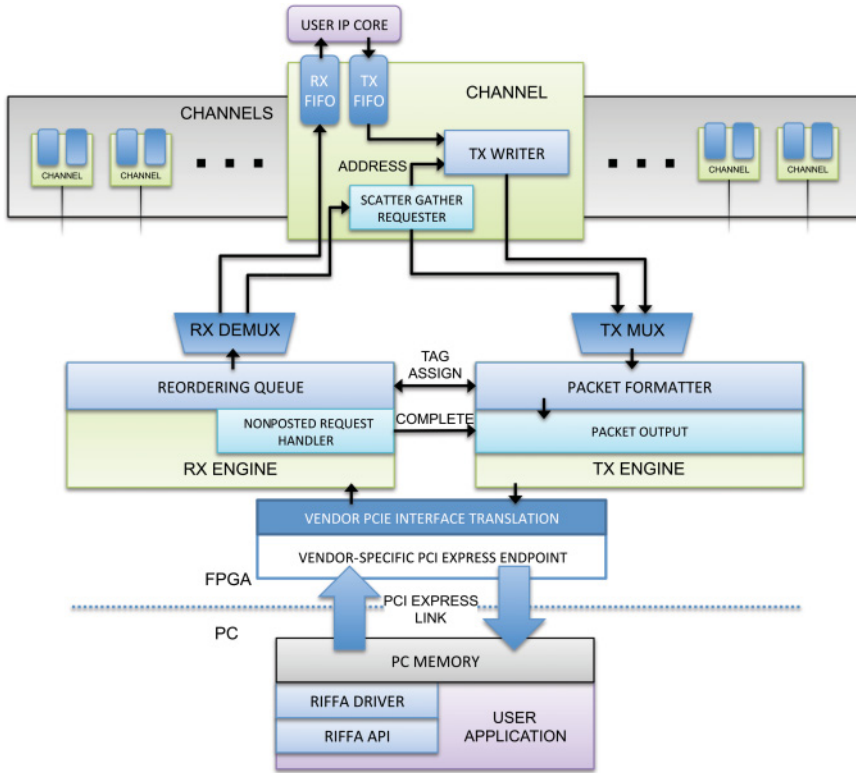 USER IP CORE
RX
FIFO
TX
FIFO
CHANNEL
CHANNELS
CHANNEL
CHANNEL
CHANNEL
CHANNEL
TX WRITER
ADDRESS
SCATTER GATHER
REQUESTER
RX DEMUX
TX MUX
REORDERING QUEUE
TAG
ASSIGN
PACKET FORMATTER
NONPOSTED REQUEST
HANDLER
COMPLETE
PACKET OUTPUT
RX ENGINE
TX ENGINE
VENDOR PCIE INTERFACE TRANSLATION
VENDOR-SPECIFIC PCI EXPRESS ENDPOINT
FPGA
PCI EXPRESS
LINK
PC
PC MEMORY
RIFFA DRIVER
RIFFA API
USER
APPLICATION